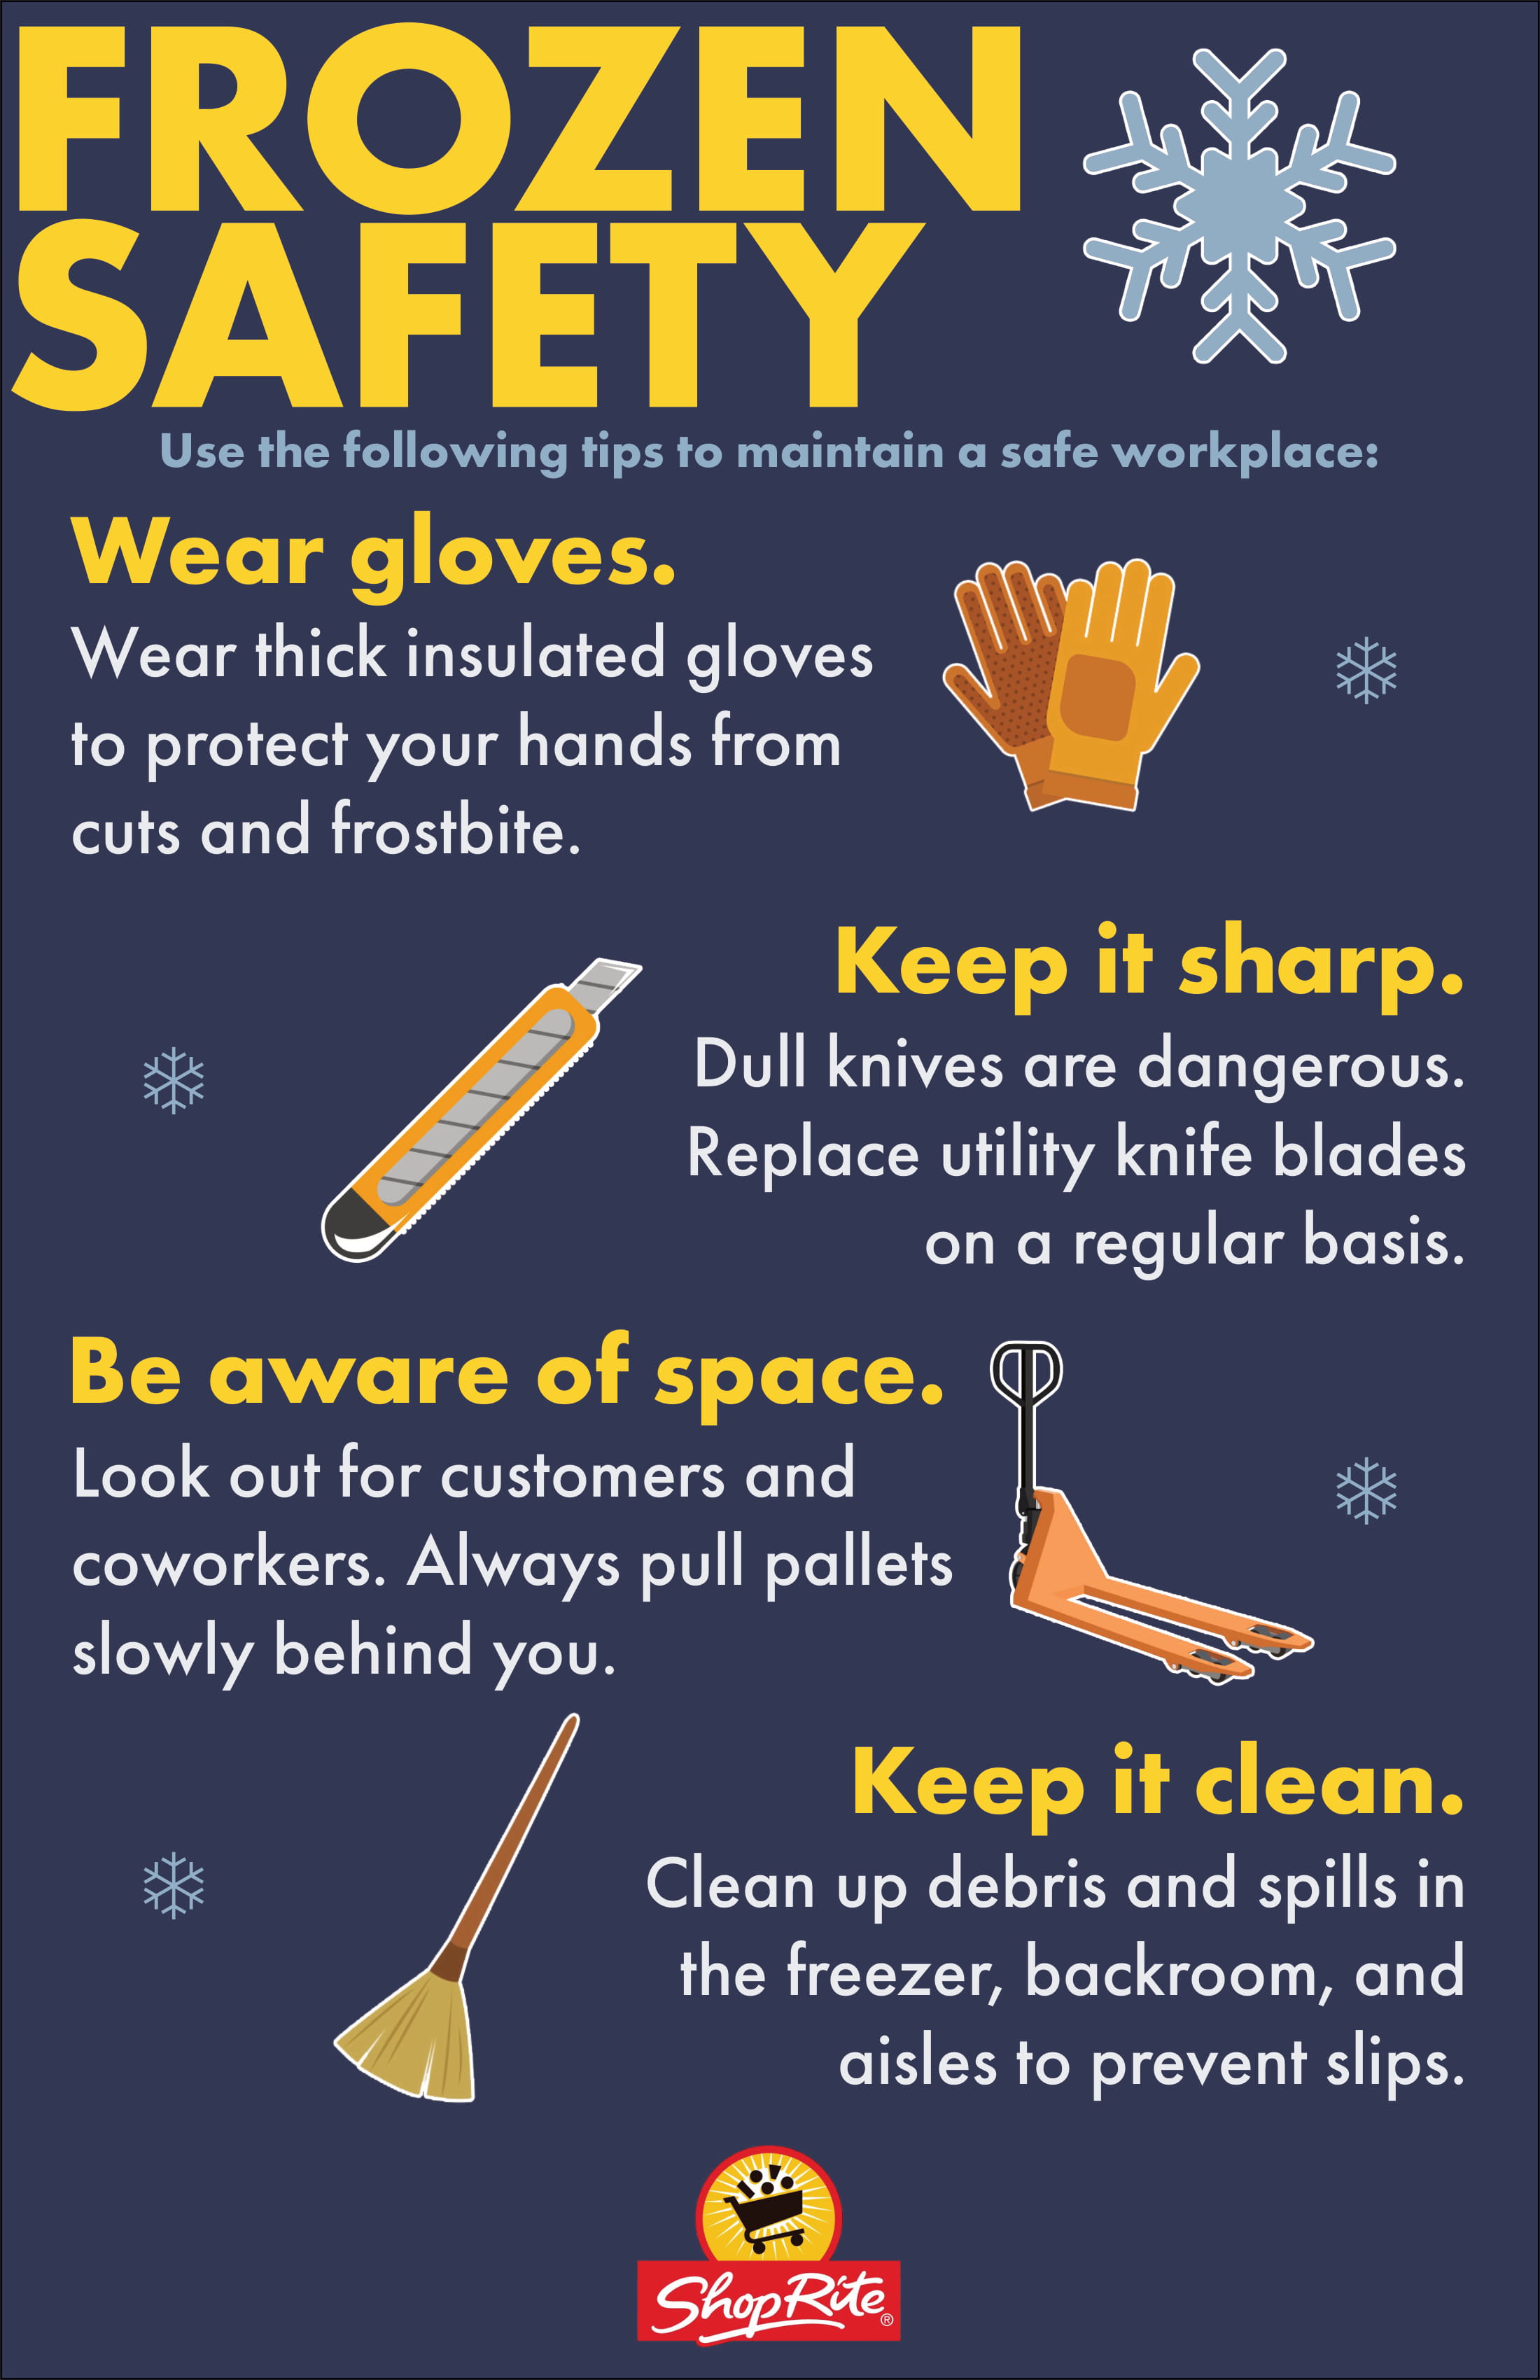 FROZEN
SAFETY
Use the following tips to maintain a safe workplace:
Wear gloves.
Wear thick insulated gloves
to protect your hands from
cuts and frostbite.
Keep it sharp.
Dull knives are dangerous.
Replace utility knife blades
on a regular basis.
Be aware of space.
Look out for customers and
coworkers. Always pull pallets
slowly behind you.
Keep it clean.
Clean up debris and spills in
the freezer, backroom, and
aisles to prevent slips.
ShopRite®